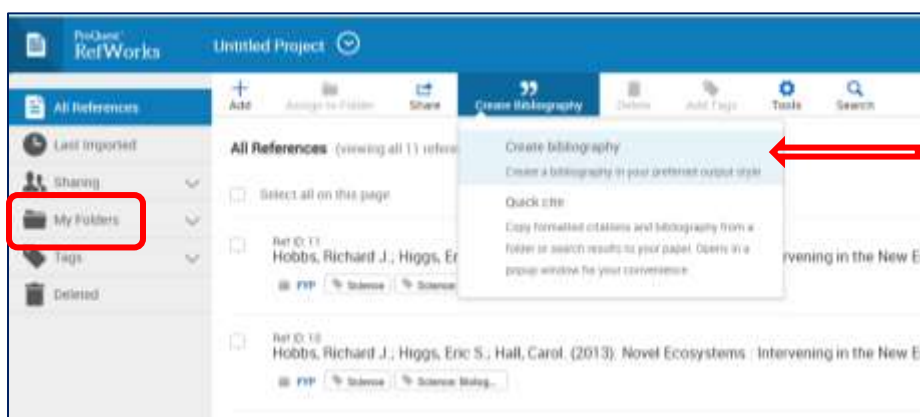 ProQuest
RefWorks
Untitled Project
Add
Assign to Folder
Share
Create Bibliography
Delete
Add Tags
Tools
Search
All References
Last Imported
Sharing
My Folders
Tags
Deleted
All References (viewing all 11 refere
Select all on this page
Create bibliography
Create a bibliography in your preferred output style
Quick cite
Copy formatted citations and bibliography from a
folder or search results to your paper. Opens in a
popup window for your convenience.
Ref ID: 11
Hobbs, Richard J.; Higgs, Er
rvening in the New E
FYP Science Science
Ref ID: 10
Hobbs, Richard J.; Higgs, Eric S.; Hall, Carol. (2013). Novel Ecosystems : Intervening in the New E
FYP Science Science Biolog...